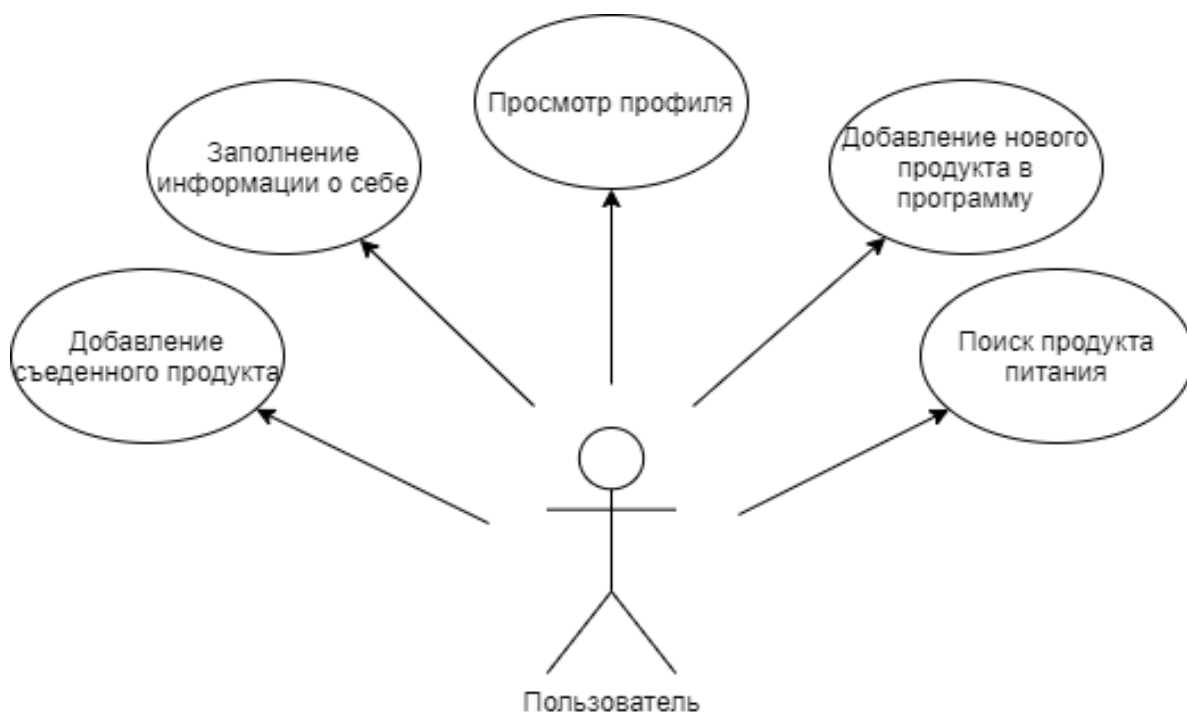 Просмотр профиля
Заполнение
информации о себе
Добавление нового
продукта в
программу
Добавление
съеденного продукта
Поиск продукта
питания
Пользователь